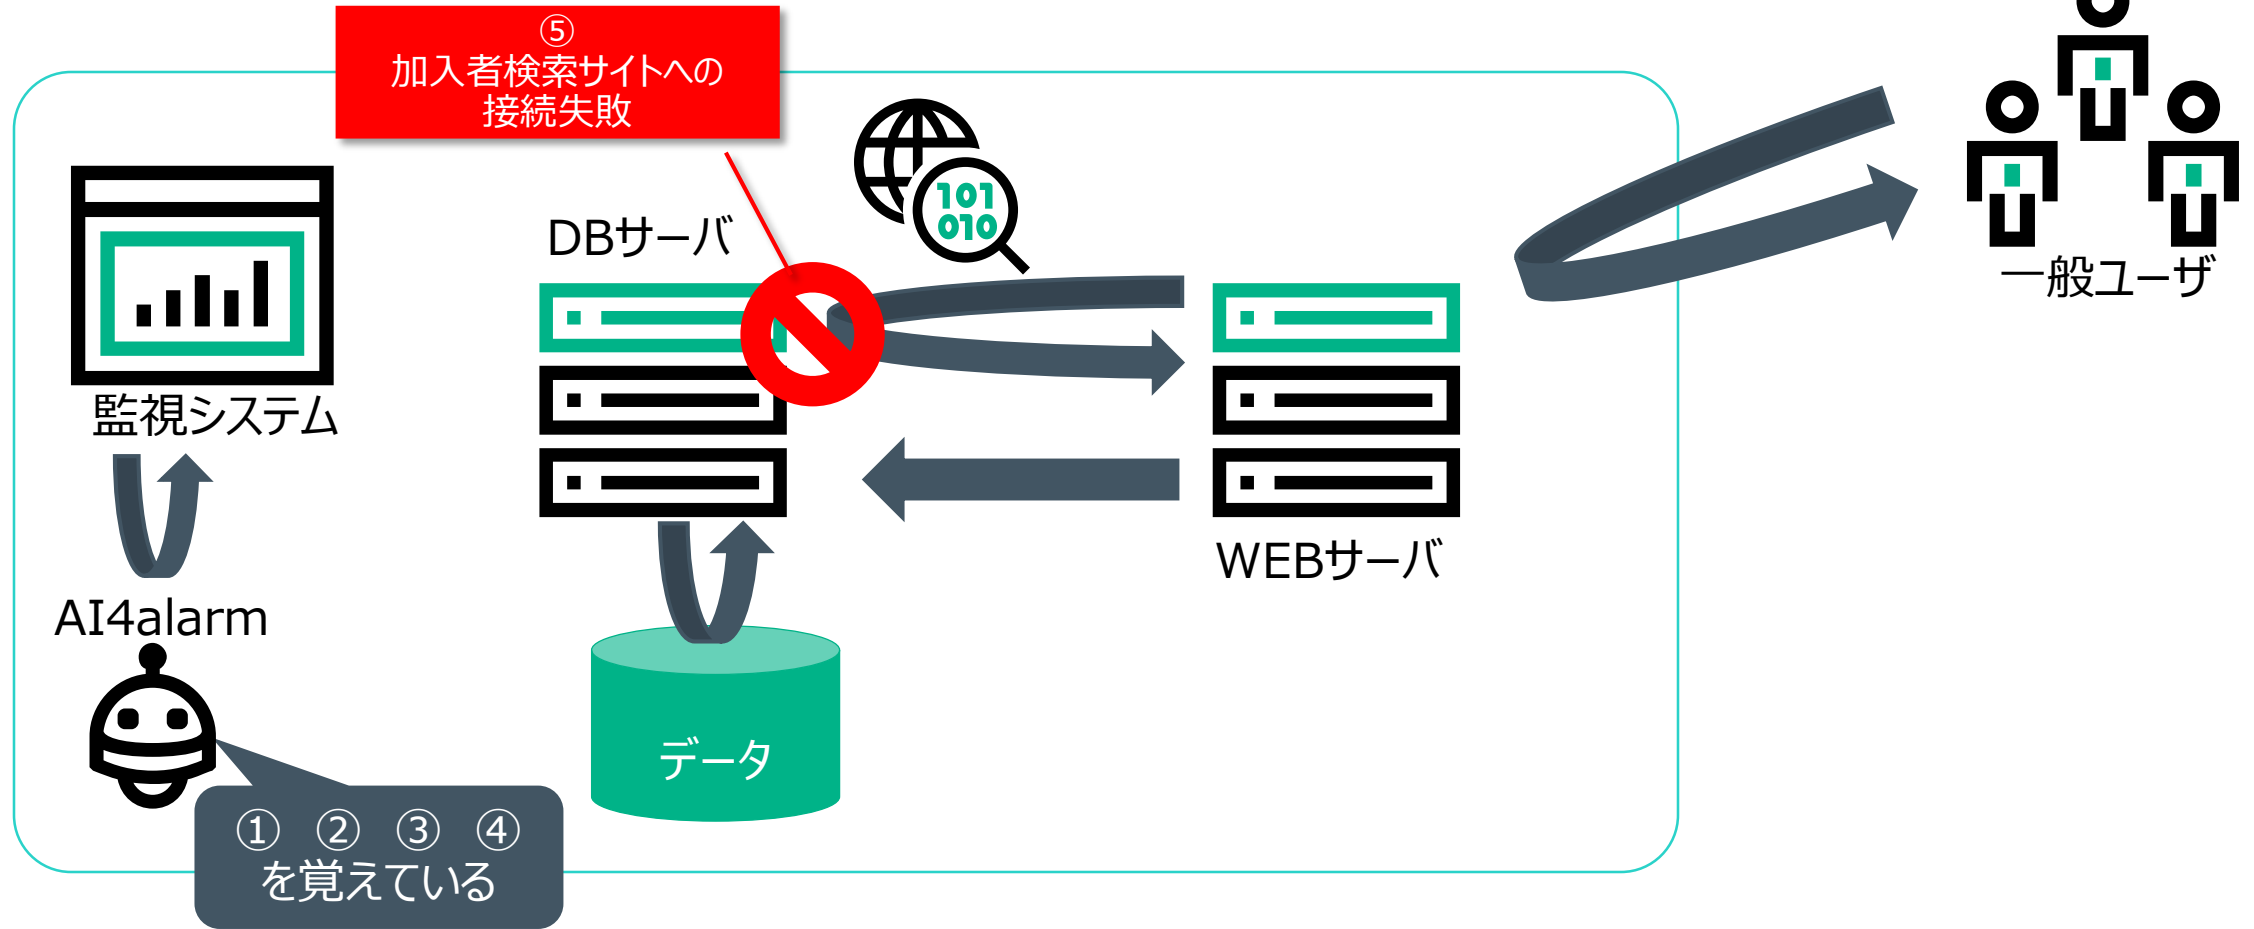 ⑤
加入者検索サイトへの
接続失敗
101
010
DBサーバ
一般ユーザ
監視システム
WEBサーバ
AI4alarm
データ
① ② ③ ④
を覚えている